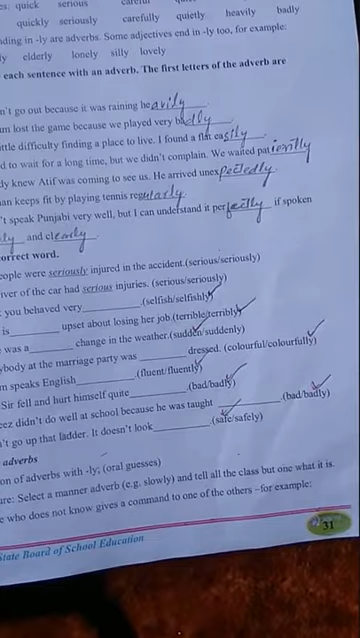 es: quick serious careful
quickly seriously carefully quietly heavily badly
nding in -ly are adverbs. Some adjectives end in -ly too, for example:
ly elderly lonely silly lovely
each sentence with an adverb. The first letters of the adverb are
n't go out because it was raining heavily.
um lost the game because we played very badly.
ittle difficulty finding a place to live. I found a flat easily.
d to wait for a long time, but we didn't complain. We waited patiently
dy knew Atif was coming to see us. He arrived unexpectedly.
an keeps fit by playing tennis regularly.
't speak Punjabi very well, but I can understand it perfectly if spoken
ly and clearly.
orrect word.
eople were seriously injured in the accident.(serious/seriously)
iver of the car had serious injuries. (serious/seriously)
you behaved very .(selfish/selfishly)
is upset about losing her job.(terrible/terribly)
was a change in the weather.(sudden/suddenly)
ybody at the marriage party was dressed. (colourful/colourfully)
m speaks English .(fluent/fluently)
Sir fell and hurt himself quite .(bad/badly)
eez didn't do well at school because he was taught .(bad/badly)
n't go up that ladder. It doesn't look .(safe/safely)
adverbs
on of adverbs with -ly; (oral guesses)
ure: Select a manner adverb (e.g. slowly) and tell all the class but one what it is.
e who does not know gives a command to one of the others –for example:
State Board of School Education
31